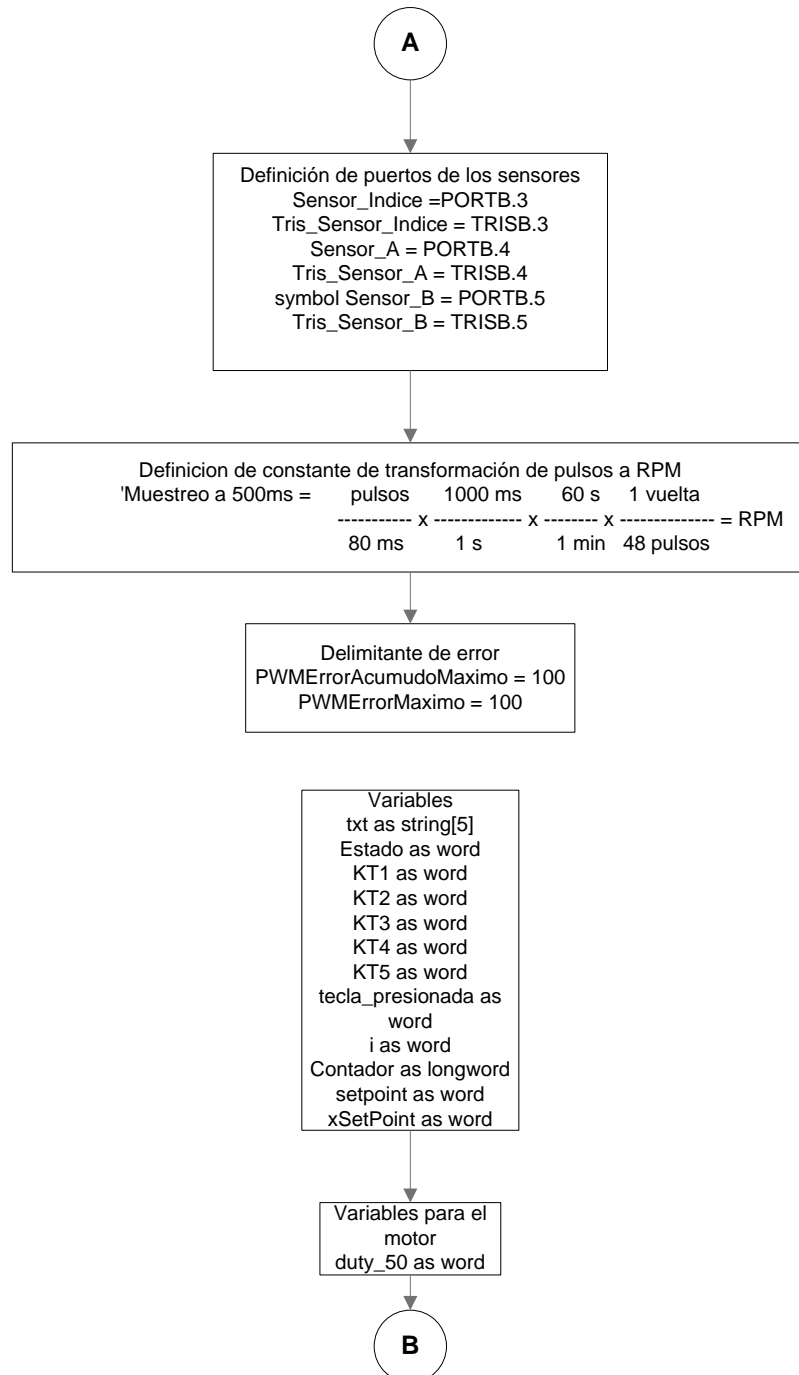 A
Definición de puertos de los sensores
Sensor_Indice =PORTB.3
Tris_Sensor_Indice = TRISB.3
Sensor_A = PORTB.4
Tris_Sensor_A = TRISB.4
symbol Sensor_B = PORTB.5
Tris_Sensor_B = TRISB.5
Definicion de constante de transformación de pulsos a RPM
'Muestreo a 500ms = pulsos 1000 ms 60 s 1 vuelta
----------- x ------------- x -------- x -------------- = RPM
80 ms 1 s 1 min 48 pulsos
Delimitante de error
PWMErrorAcumudoMaximo = 100
PWMErrorMaximo = 100
Variables
txt as string[5]
Estado as word
KT1 as word
KT2 as word
KT3 as word
KT4 as word
KT5 as word
tecla_presionada as
word
i as word
Contador as longword
setpoint as word
xSetPoint as word
Variables para el
motor
duty_50 as word
B